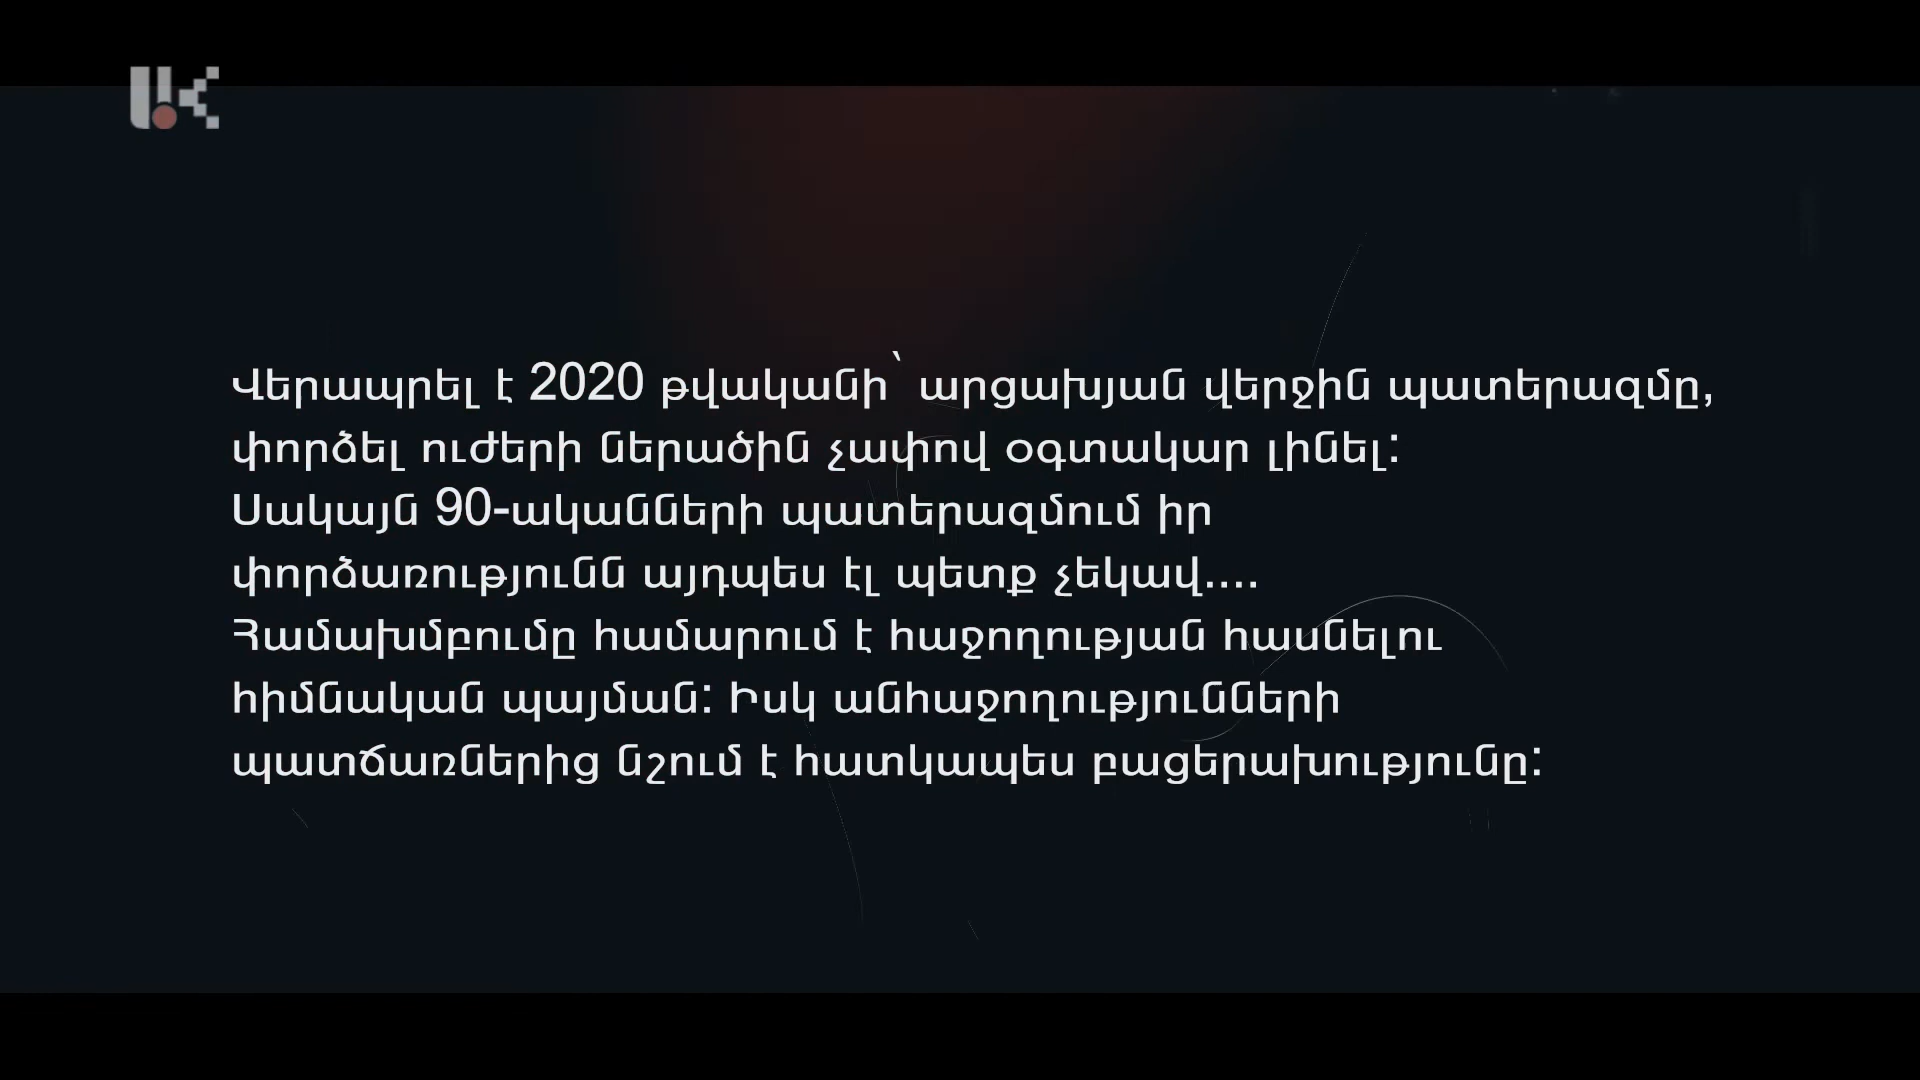 Վերապրել է 2020 թվականի՝ արցախյան վերջին պատերազմը,
փորձել ուժերի ներածին չափով օգտակար լինել:
Սակայն 90-ականների պատերազմում իր
փորձառությունն այդպես էլ պետք չեկավ....
Համախմբումը համարում է հաջողության հասնելու
հիմնական պայման: Իսկ անհաջողությունների
պատճառներից նշում է հատկապես բացերախությունը: